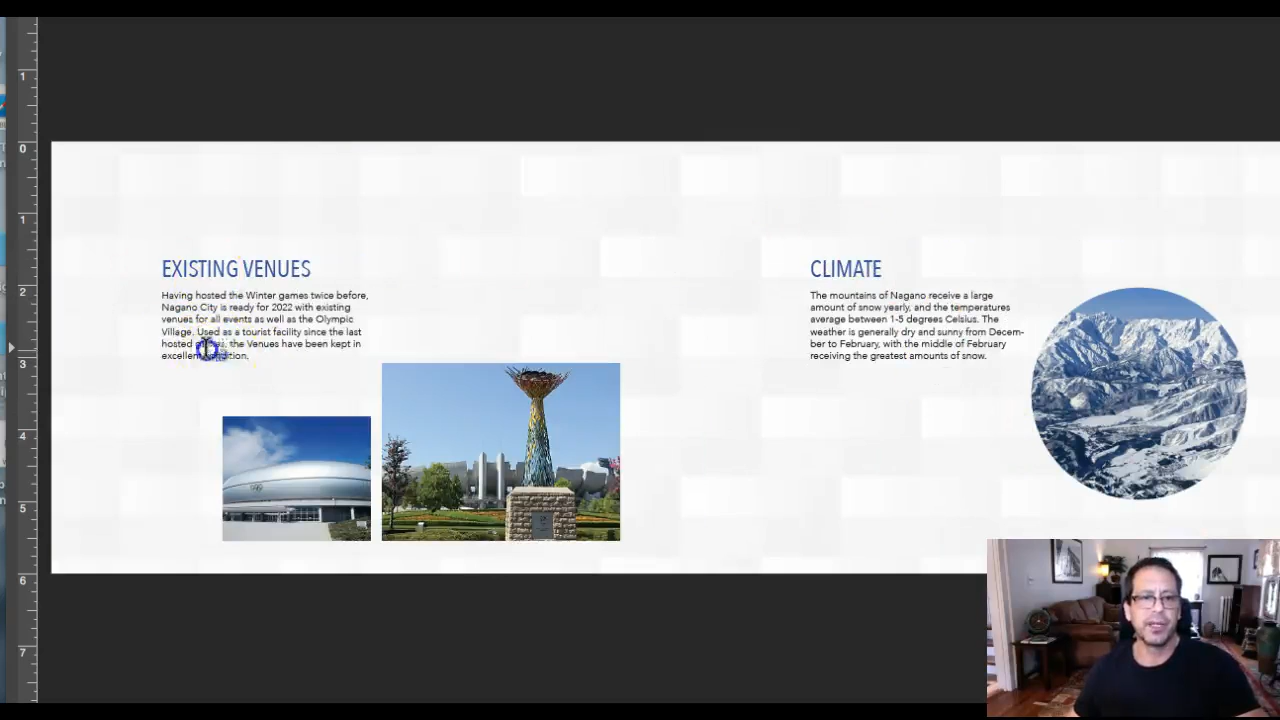 EXISTING VENUES
Having hosted the Winter games twice before,
Nagano City is ready for 2022 with existing
venues for all events as well as the Olympic
Village. Used as a tourist facility since the last
hosted the Venues have been kept in
excellent condition.
CLIMATE
The mountains of Nagano receive a large
amount of snow yearly, and the temperatures
average between 1-5 degrees Celsius. The
weather is generally dry and sunny from Decem-
ber to February, with the middle of February
receiving the greatest amounts of snow.
1
0
1
2
3
4
5
6
7